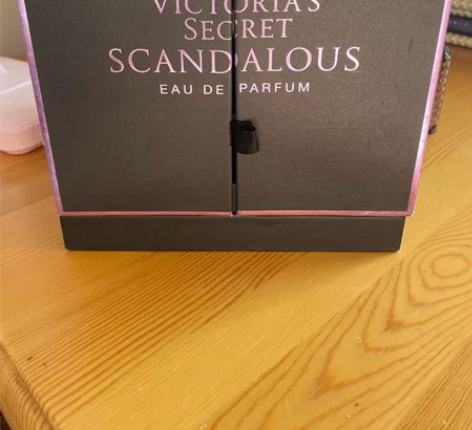 VICTORIA'S
SECRET
SCANDALOUS
EAU DE PARFUM